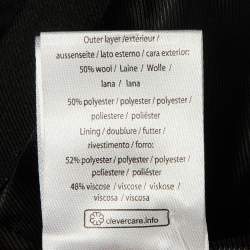 Outer layer / extérieur /
aussenseite / lato esterno / cara exterior:
50% wool / Laine / Wolle /
lana / lana
50% polyester / polyester / polyester /
poliestere / poliéster
Lining / doublure / futter /
rivestimento / forro:
52% polyester / polyester / polyester /
poliestere / poliéster
48% viscose / viscose / viskose /
viscosa / viscosa
clevercare.info